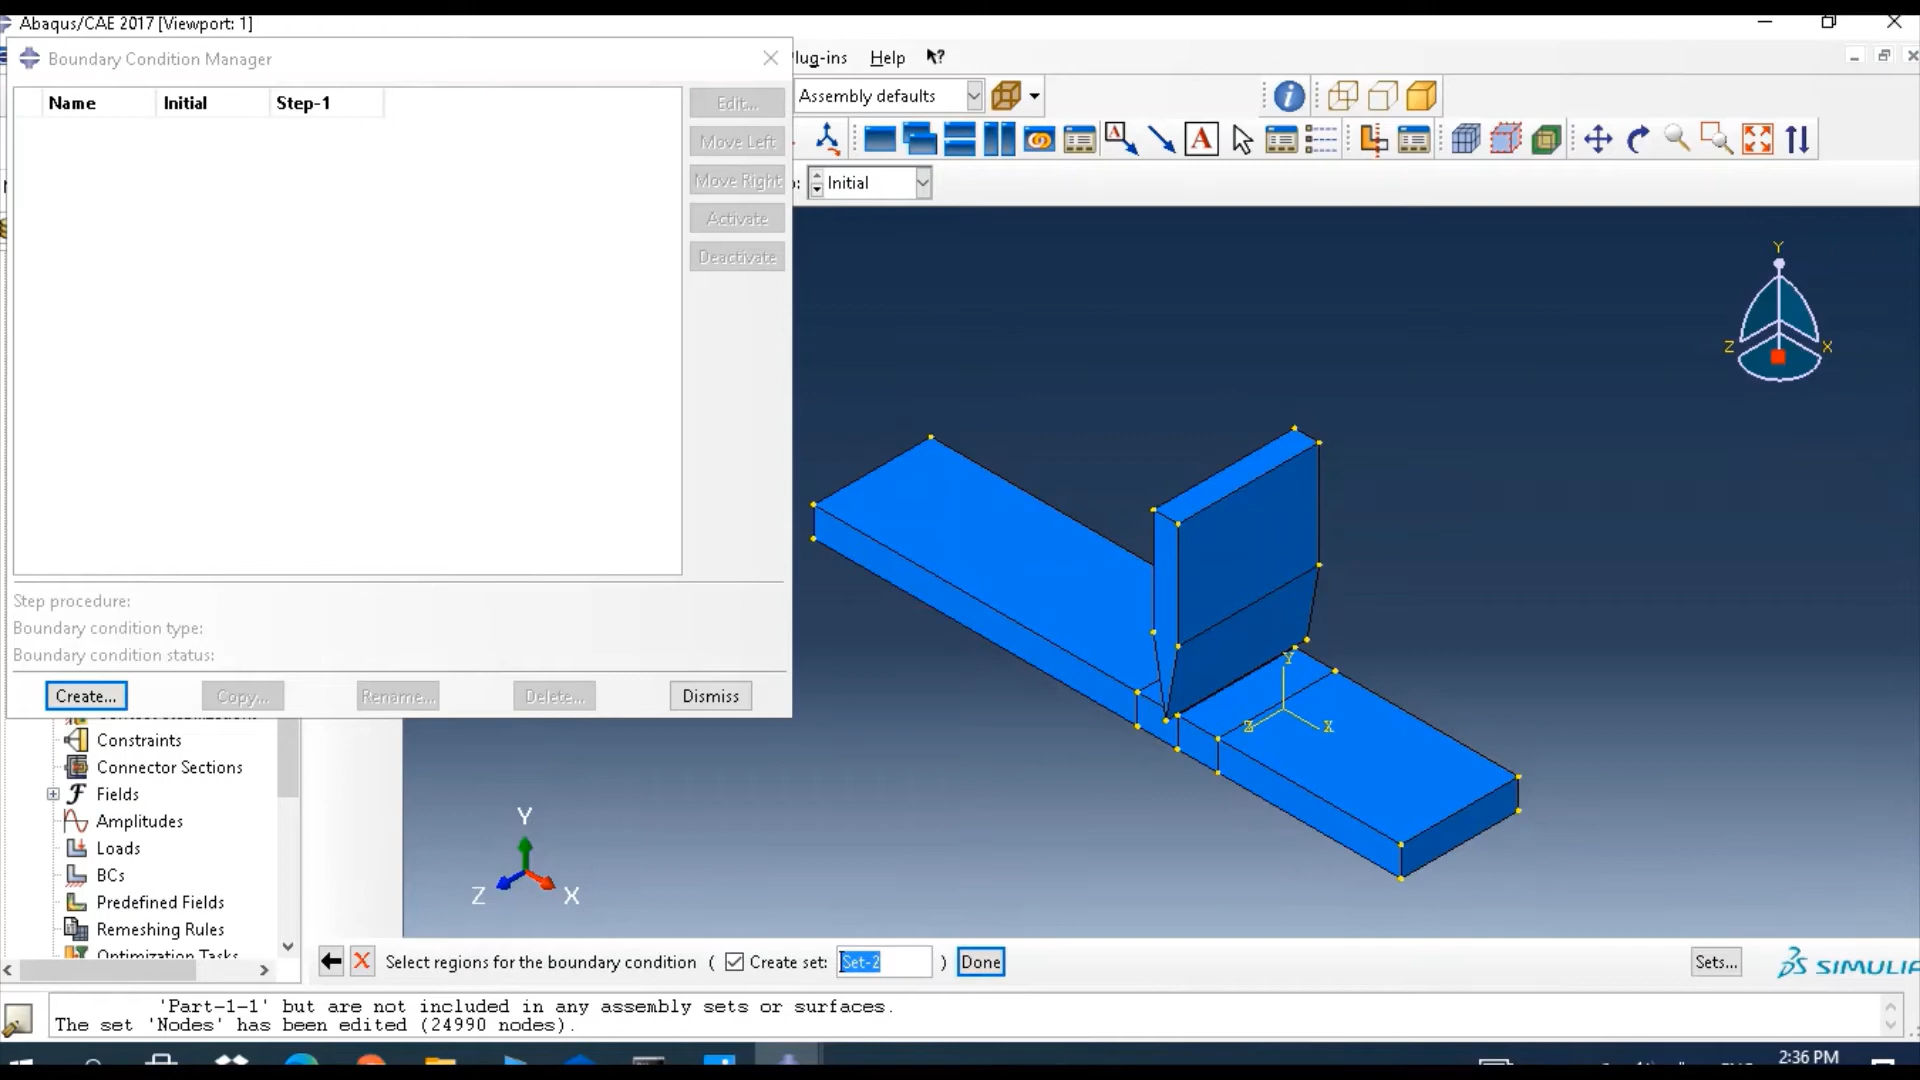 Abaqus/CAE 2017 [Viewport: 1]
Boundary Condition Manager
Plug-ins Help
Name Initial Step-1
Edit...
Assembly defaults
Move Left
Move Right
Initial
Activate
Deactivate
Y
Z X
Step procedure:
Boundary condition type:
Boundary condition status:
Create... Copy... Rename... Delete... Dismiss
Y
Z X
Constraints
Connector Sections
Fields
Amplitudes
Loads
BCs
Predefined Fields
Remeshing Rules
Optimization Tasks
Y
Z X
Select regions for the boundary condition ( Create set: Set-2 ) Done
Sets...
SIMULIA
'Part-1-1' but are not included in any assembly sets or surfaces.
The set 'Nodes' has been edited (24990 nodes).
2:36 PM